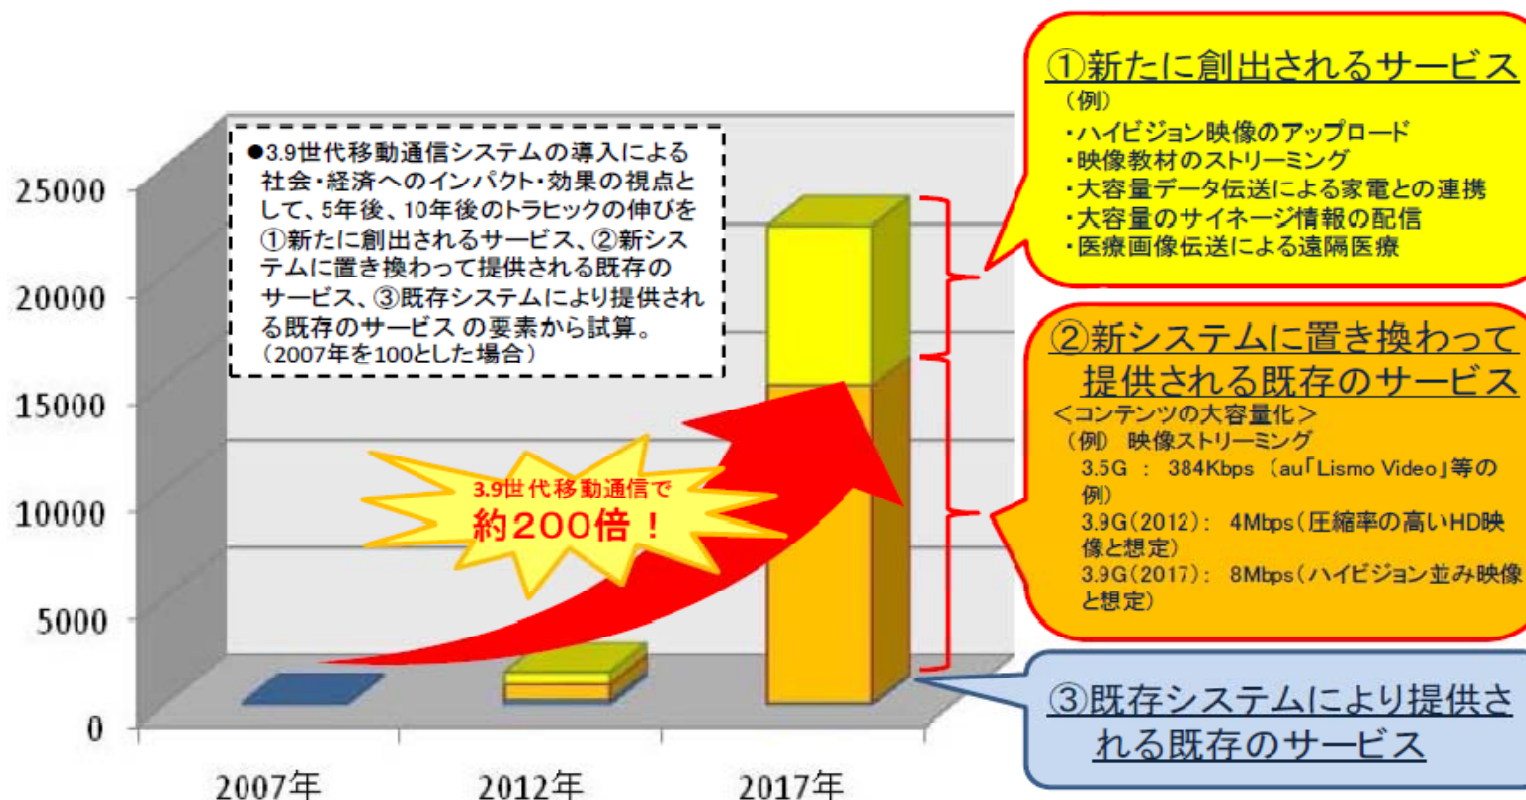 ●3.9世代移動通信システムの導入による
社会・経済へのインパクト・効果の視点と
して、5年後、10年後のトラヒックの伸びを
①新たに創出されるサービス、②新シス
テムに置き換わって提供される既存の
サービス、③既存システムにより提供され
る既存のサービス の要素から試算。
（2007年を100とした場合）
25000
20000
15000
10000
5000
0
2007年
2012年
2017年
3.9世代移動通信で
約200倍！
①新たに創出されるサービス
（例）
・ハイビジョン映像のアップロード
・映像教材のストリーミング
・大容量データ伝送による家電との連携
・大容量のサイネージ情報の配信
・医療画像伝送による遠隔医療
②新システムに置き換わって
提供される既存のサービス
＜コンテンツの大容量化＞
（例） 映像ストリーミング
3.5G ： 384Kbps （au「Lismo Video」等の
例）
3.9G（2012）： 4Mbps（圧縮率の高いHD映
像と想定）
3.9G（2017）： 8Mbps（ハイビジョン並み映像
と想定）
③既存システムにより提供さ
れる既存のサービス